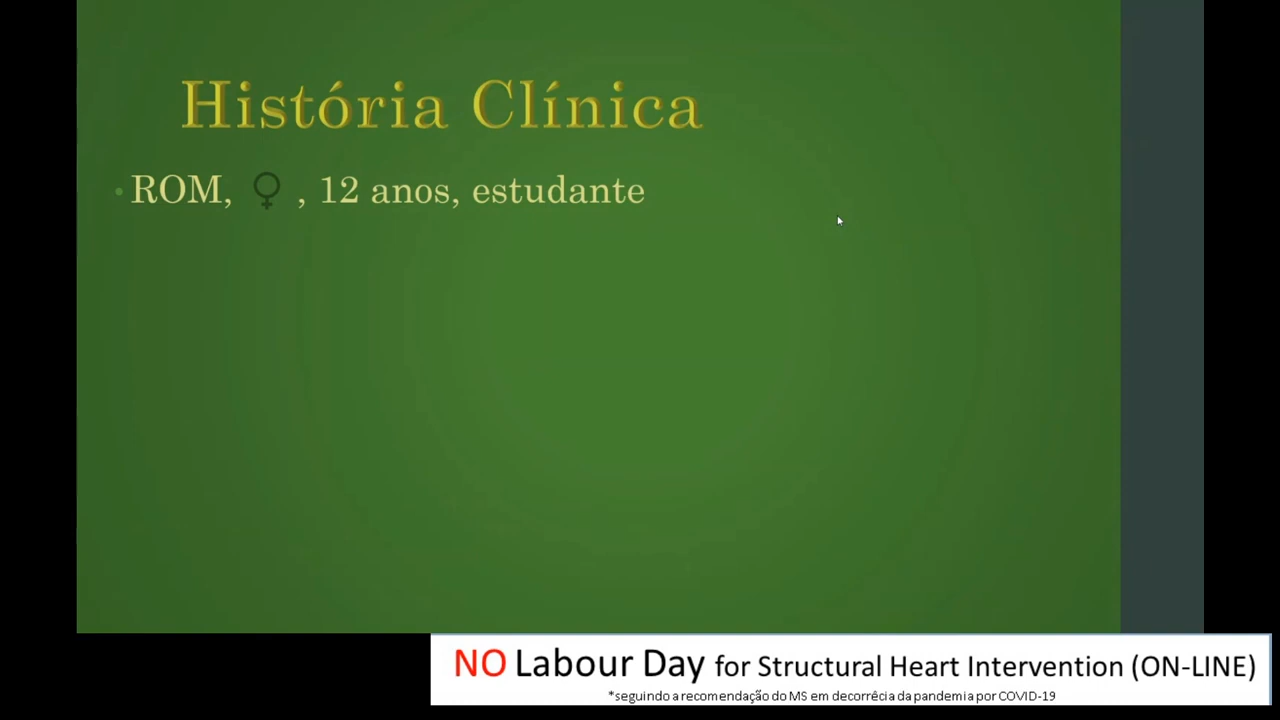 História Clínica
• ROM, ♀ , 12 anos, estudante
NO Labour Day for Structural Heart Intervention (ON-LINE)
*seguindo a recomendação do MS em decorrêcia da pandemia por COVID-19